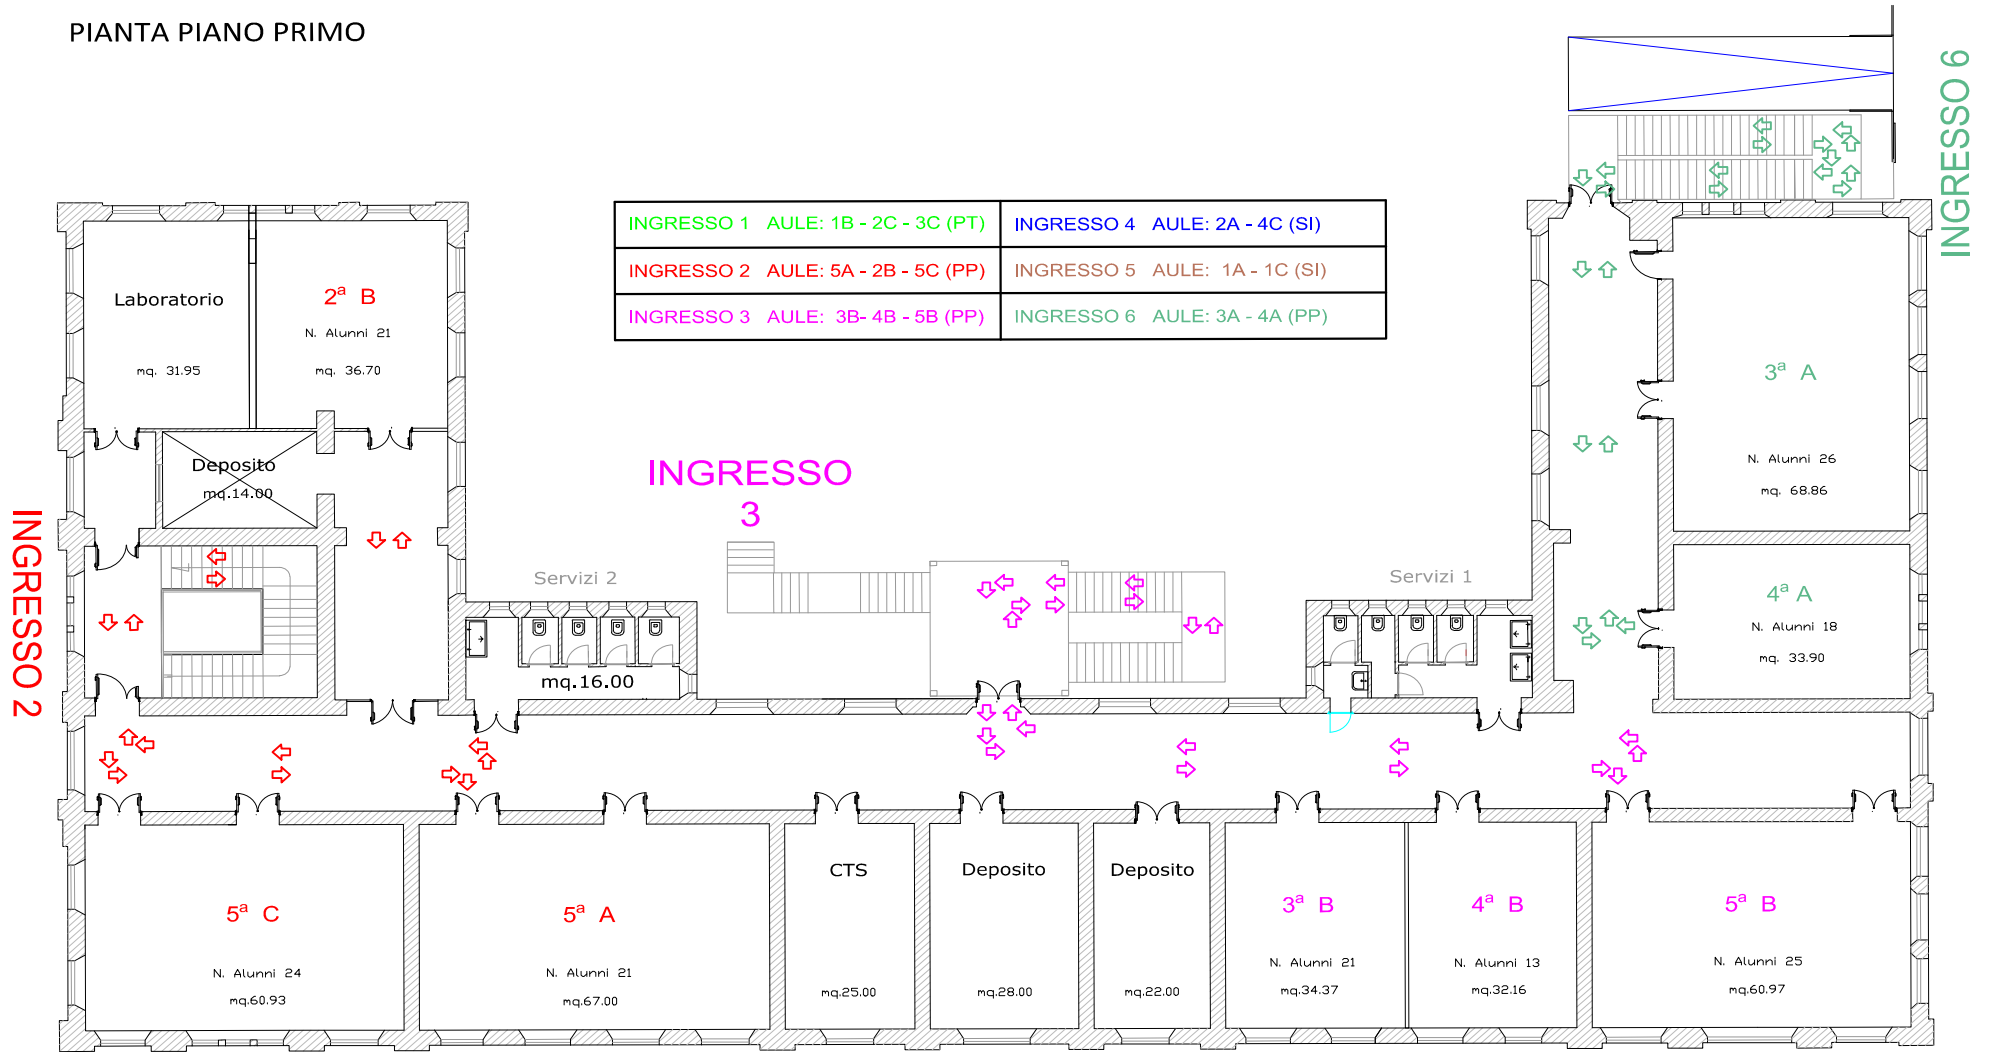 PIANTA PIANO PRIMO
INGRESSO 6
INGRESSO 1 AULE: 1B - 2C - 3C (PT)
INGRESSO 4 AULE: 2A - 4C (SI)
INGRESSO 2 AULE: 5A - 2B - 5C (PP)
INGRESSO 5 AULE: 1A - 1C (SI)
INGRESSO 3 AULE: 3B- 4B - 5B (PP)
INGRESSO 6 AULE: 3A - 4A (PP)
Laboratorio
mq. 31.95
2ª B
N. Alunni 21
mq. 36.70
3ª A
N. Alunni 26
mq. 68.86
Deposito
mq.14.00
INGRESSO
3
INGRESSO 2
Servizi 2
mq.16.00
Servizi 1
4ª A
N. Alunni 18
mq. 33.90
5ª C
N. Alunni 24
mq.60.93
5ª A
N. Alunni 21
mq.67.00
CTS
mq.25.00
Deposito
mq.28.00
Deposito
mq.22.00
3ª B
N. Alunni 21
mq.34.37
4ª B
N. Alunni 13
mq.32.16
5ª B
N. Alunni 25
mq.60.97